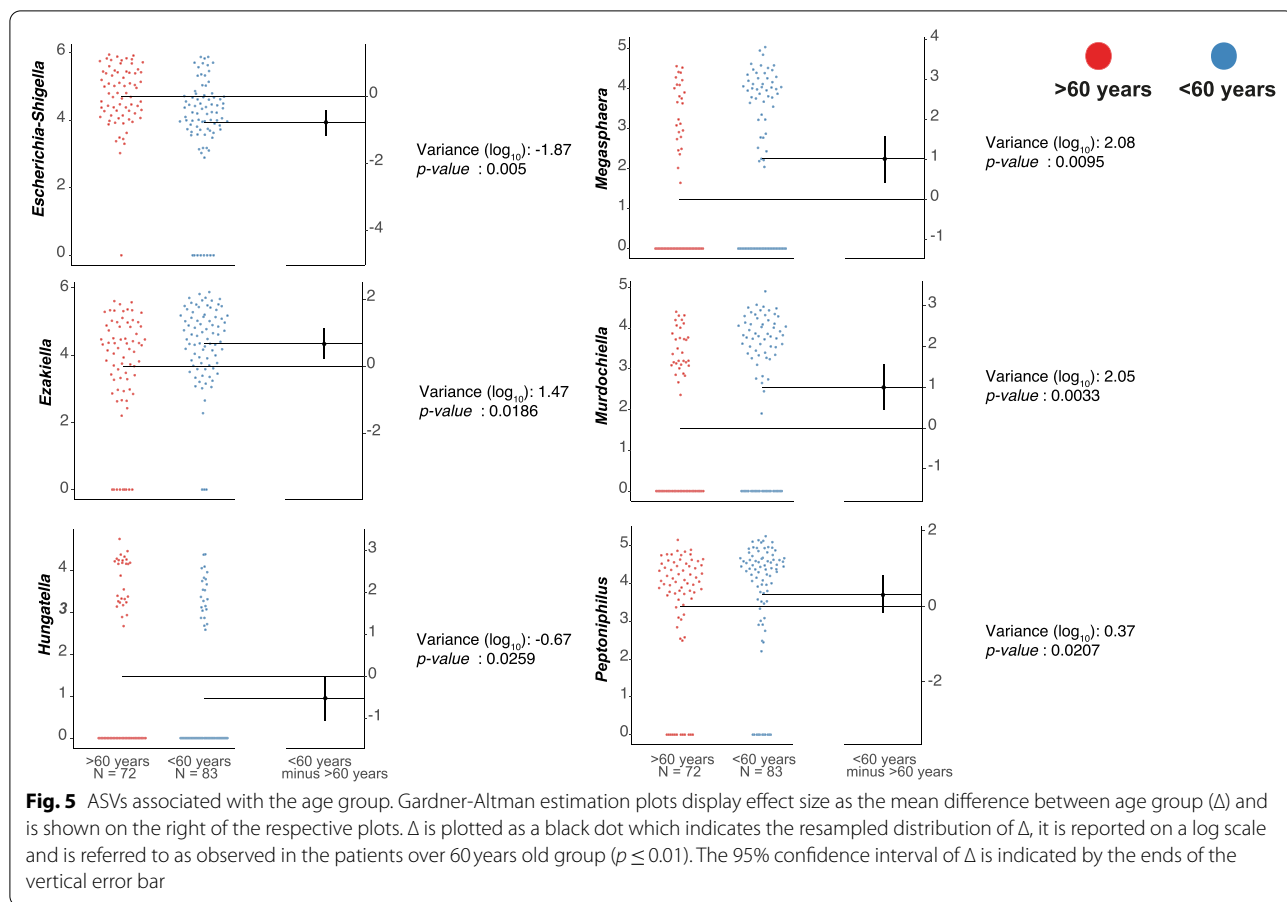 >60 years <60 years
Escherichia-Shigella
6
4
2
0
0
-2
-4
Variance (log10): -1.87
p-value : 0.005
Megasphaera
5
4
3
2
1
0
4
3
2
1
0
-1
Variance (log10): 2.08
p-value : 0.0095
Ezakiella
6
4
2
0
2
0
-2
Variance (log10): 1.47
p-value : 0.0186
Murdochiella
5
4
3
2
1
0
3
2
1
0
-1
Variance (log10): 2.05
p-value : 0.0033
Hungatella
4
3
2
1
0
3
2
1
0
-1
Variance (log10): -0.67
p-value : 0.0259
>60 years <60 years <60 years
N = 72 N = 83 minus >60 years
Peptoniphilus
5
4
3
2
1
0
2
0
-2
Variance (log10): 0.37
p-value : 0.0207
>60 years <60 years <60 years
N = 72 N = 83 minus >60 years
Fig. 5 ASVs associated with the age group. Gardner-Altman estimation plots display effect size as the mean difference between age group (Δ) and
is shown on the right of the respective plots. Δ is plotted as a black dot which indicates the resampled distribution of Δ, it is reported on a log scale
and is referred to as observed in the patients over 60 years old group (p ≤ 0.01). The 95% confidence interval of Δ is indicated by the ends of the
vertical error bar